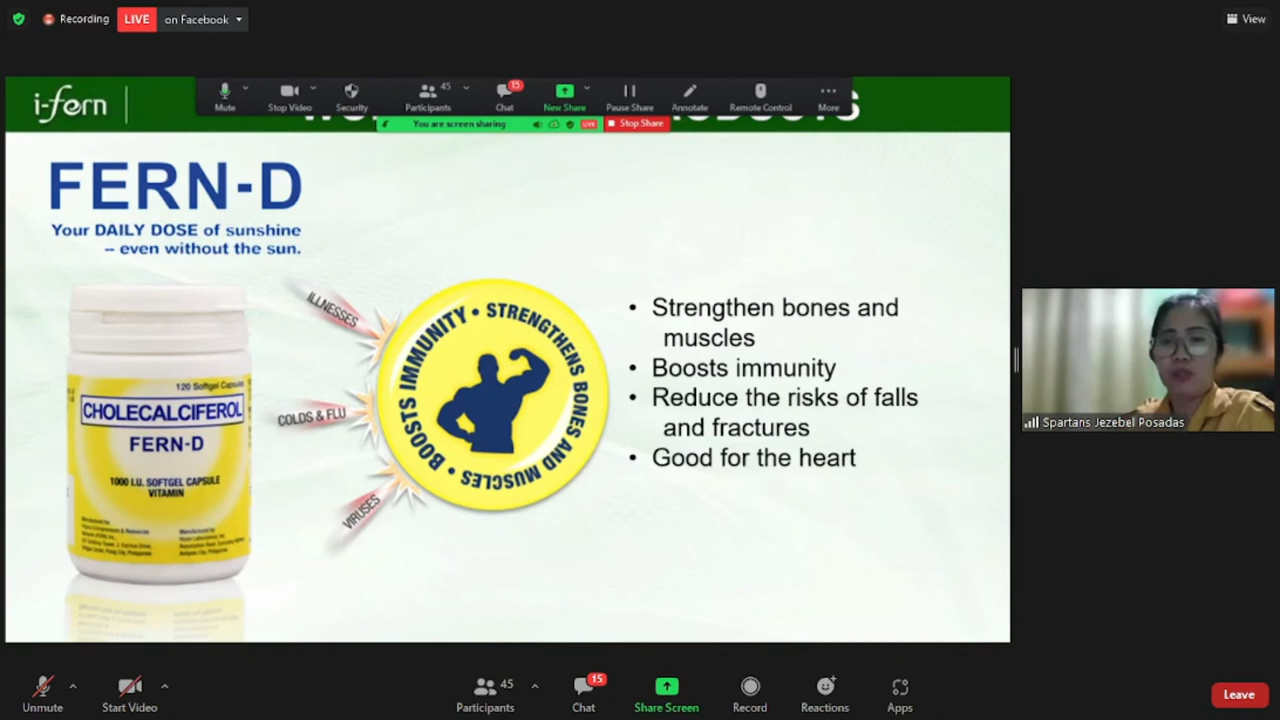 Recording
LIVE
on Facebook
View
i-fern
Mute
Stop Video
Security
Participants
45
Chat
15
New Share
Pause Share
Annotate
Remote Control
More
You are screen sharing
LIVE
Stop Share
FERN-D
Your DAILY DOSE of sunshine
-- even without the sun.
120 Softgel Capsules
CHOLECALCIFEROL
FERN-D
1000 I.U. SOFTGEL CAPSULE
VITAMIN
ILLNESSES
COLDS & FLU
VIRUSES
BOOSTS IMMUNITY • STRENGTHENS BONES AND MUSCLES •
• Strengthen bones and
muscles
• Boosts immunity
• Reduce the risks of falls
and fractures
• Good for the heart
Spartans Jezebel Posadas
Unmute
Start Video
Participants
45
Chat
15
Share Screen
Record
Reactions
Apps
Leave